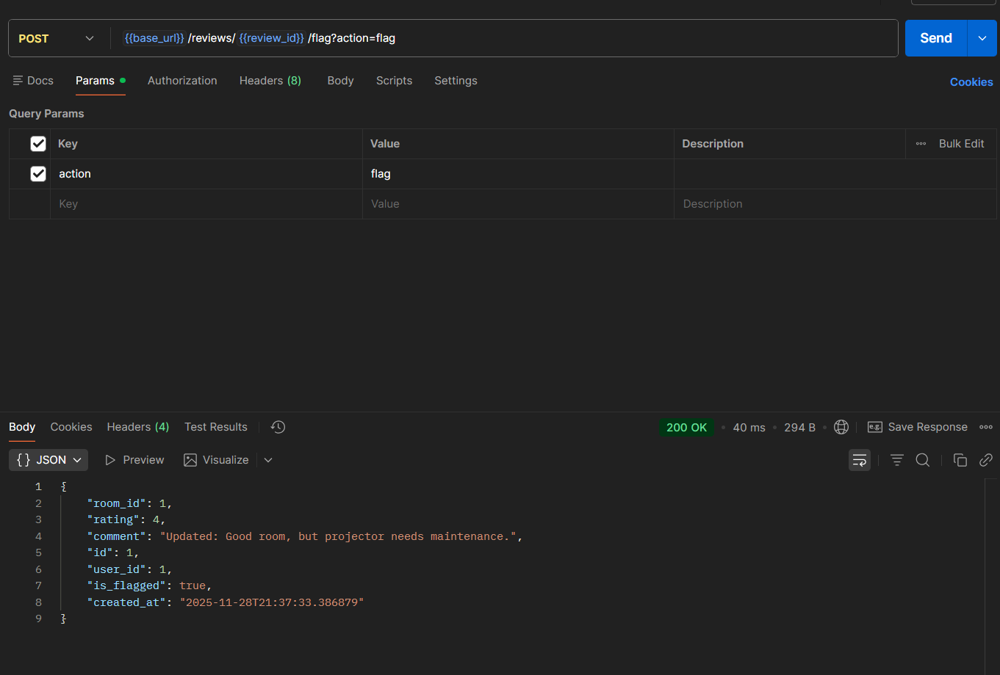 POST {{base_url}}/reviews/{{review_id}}/flag?action=flag Send
Docs Params Authorization Headers (8) Body Scripts Settings Cookies
Query Params
Key Value Description Bulk Edit
action flag
Key Value Description
Body Cookies Headers (4) Test Results 200 OK 40 ms 294 B e.g. Save Response
{} JSON Preview Visualize
1 {
2 "room_id": 1,
3 "rating": 4,
4 "comment": "Updated: Good room, but projector needs maintenance.",
5 "id": 1,
6 "user_id": 1,
7 "is_flagged": true,
8 "created_at": "2025-11-28T21:37:33.386879"
9 }